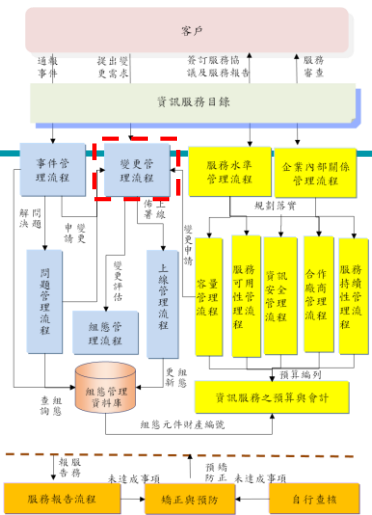 客戶
通報
事件
提出變
更需求
簽訂服務協
議及服務報告
服務
審查
資訊服務目錄
事件管
理流程
變更管
理流程
服務水準
管理流程
企業內部關係
管理流程
問題
解決
變更
申請
上線
佈署
變更申請
規劃落實
問題管理流程
變更評估
組態管
理流程
上線管理流程
容量管理
流程
服務可用性
管理流程
資訊安全管理
流程
合作廠商管理
流程
服務持續性
管理流程
組態
查詢
組態管理
資料庫
組態
更新
預算編列
資訊服務之預算與會計
組態元件財產編號
服務
報告
未達成事項
矯正
預防
未達成事項
服務報告流程
矯正與預防
自行查核